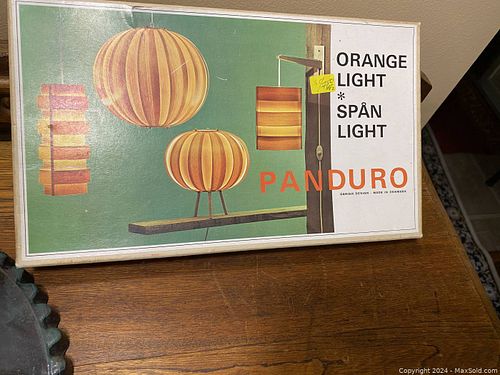 ORANGE
LIGHT
*
SPÅN
LIGHT
PANDURO
DANISH DESIGN - MADE IN DENMARK
Copyright 2024 - MaxSold.com